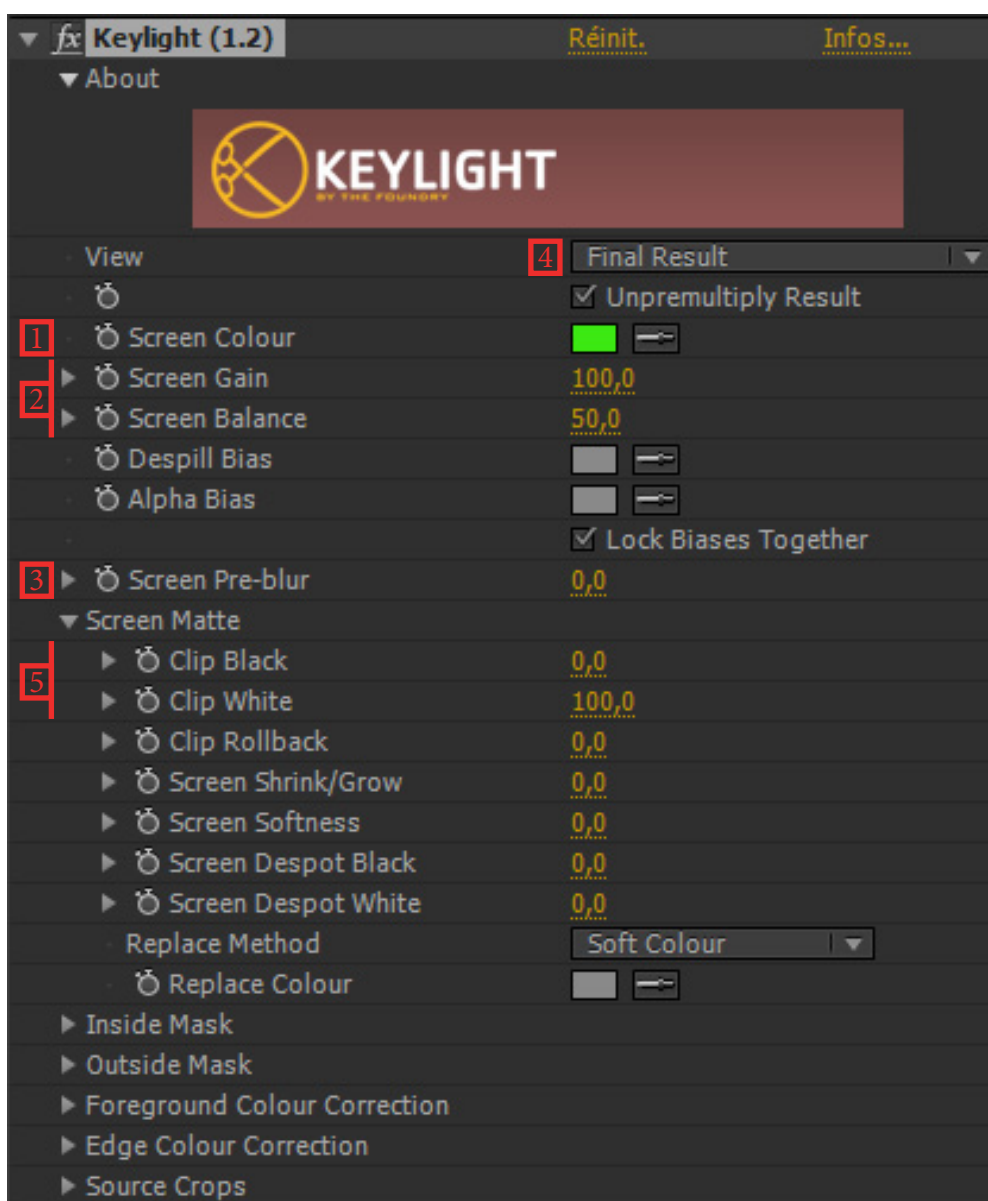 fx Keylight (1.2) Réinit. Infos...
About
KEYLIGHT
BY THE FOUNDRY
View 4 Final Result
Unpremultiply Result
1 Screen Colour
Screen Gain 100,0
2
Screen Balance 50,0
Despill Bias
Alpha Bias
Lock Biases Together
3 Screen Pre-blur 0,0
Screen Matte
Clip Black 0,0
5
Clip White 100,0
Clip Rollback 0,0
Screen Shrink/Grow 0,0
Screen Softness 0,0
Screen Despot Black 0,0
Screen Despot White 0,0
Replace Method Soft Colour
Replace Colour
Inside Mask
Outside Mask
Foreground Colour Correction
Edge Colour Correction
Source Crops